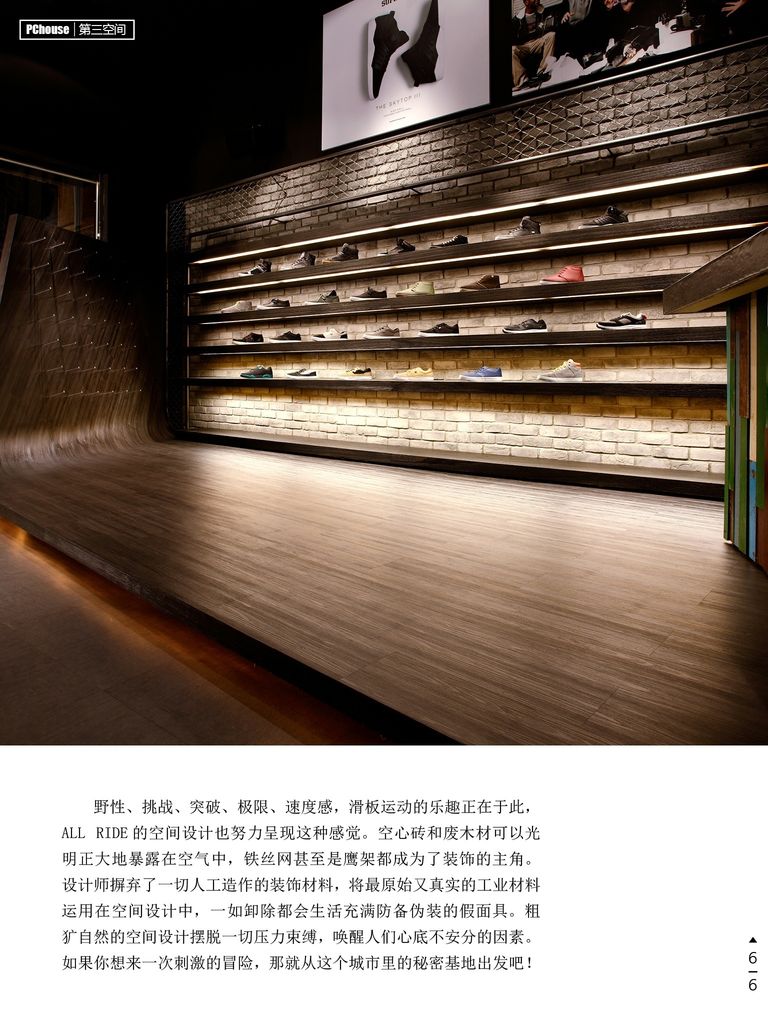 PChouse 第三空间
THE SKYTOP III
野性、挑战、突破、极限、速度感，滑板运动的乐趣正在于此，
ALL RIDE 的空间设计也努力呈现这种感觉。空心砖和废木材可以光
明正大地暴露在空气中，铁丝网甚至是鹰架都成为了装饰的主角。
设计师摒弃了一切人工造作的装饰材料，将最原始又真实的工业材料
运用在空间设计中，一如卸除都会生活充满防备伪装的假面具。粗
犷自然的空间设计摆脱一切压力束缚，唤醒人们心底不安分的因素。
如果你想来一次刺激的冒险，那就从这个城市里的秘密基地出发吧！
6
6